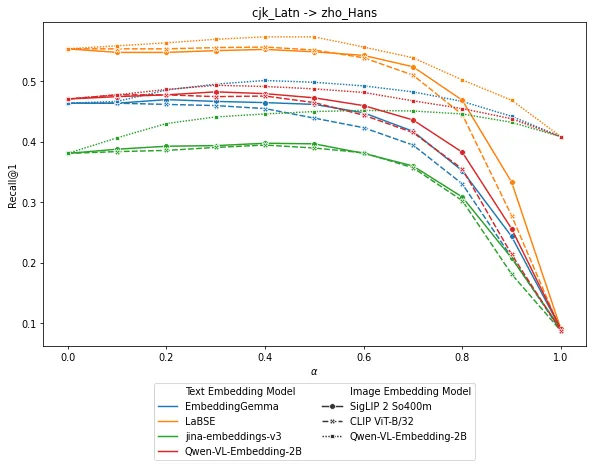 cjk_Latn -> zho_Hans
Recall@1
0.5
0.4
0.3
0.2
0.1
0.0 0.2 0.4 0.6 0.8 1.0
α
Text Embedding Model
EmbeddingGemma
LaBSE
jina-embeddings-v3
Qwen-VL-Embedding-2B
Image Embedding Model
SigLIP 2 So400m
CLIP ViT-B/32
Qwen-VL-Embedding-2B